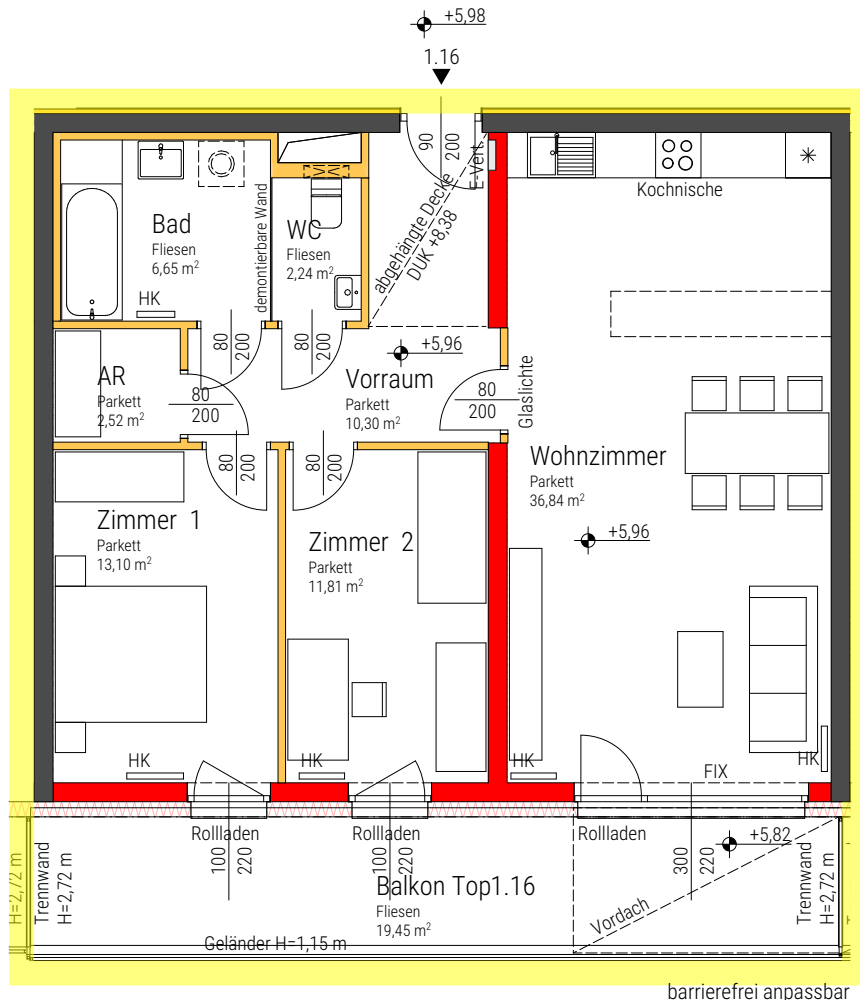 +5,98
1.16
90
200
E-Vert.
abgehängte Decke
DUK +8,38
Kochnische
Bad
Fliesen
6,65 m²
HK
demontierbare Wand
WC
Fliesen
2,24 m²
80
200
80
200
+5,96
AR
Parkett
2,52 m²
80
200
Vorraum
Parkett
10,30 m²
80
200
Glaslichte
80
200
80
200
Wohnzimmer
Parkett
36,84 m²
+5,96
Zimmer 1
Parkett
13,10 m²
Zimmer 2
Parkett
11,81 m²
HK
HK
HK
FIX
HK
Rollladen
Rollladen
Rollladen
100
220
100
220
300
220
+5,82
H=2,72 m
Trennwand
H=2,72 m
Balkon Top1.16
Fliesen
19,45 m²
Vordach
Trennwand
H=2,72 m
Geländer H=1,15 m
barrierefrei anpassbar